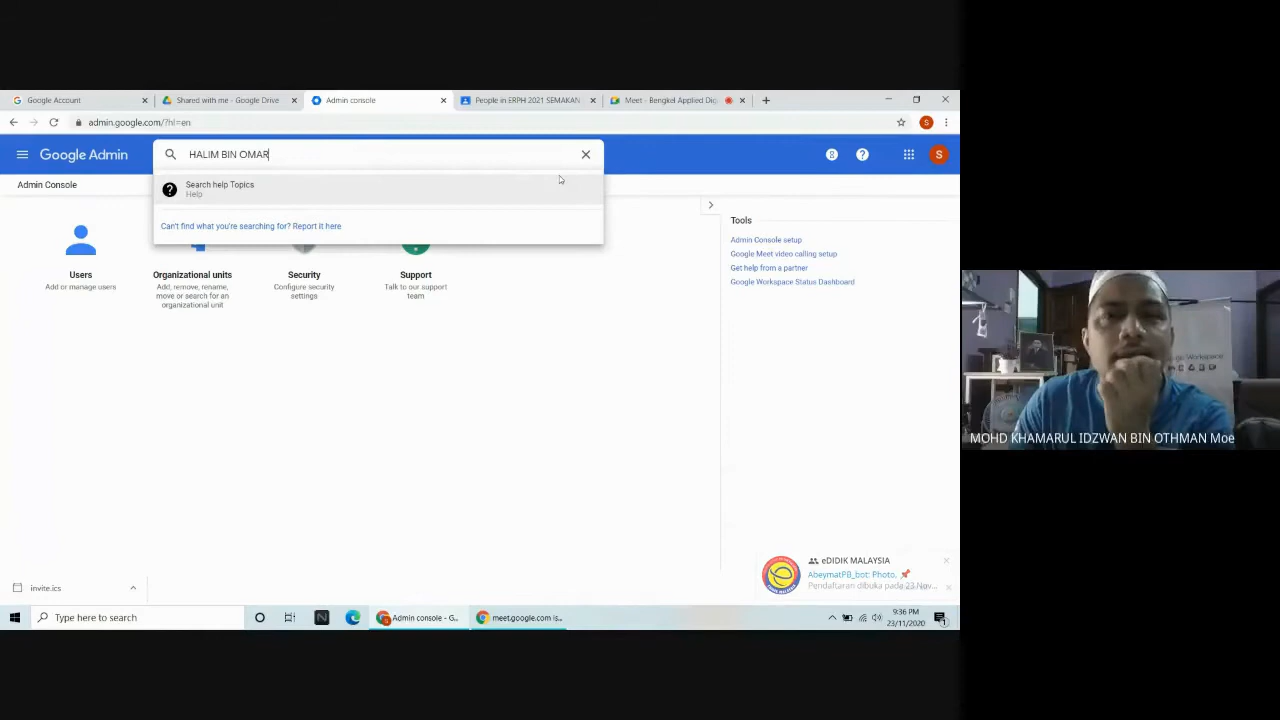 Google Account
Shared with me - Google Drive
Admin console
People in ERPH 2021 SEMAKAN
Meet - Bengkel Applied Dig
admin.google.com/?hl=en
S
Google Admin
HALIM BIN OMAR
S
Admin Console
Search help Topics
Help
Can't find what you're searching for? Report it here
Tools
Admin Console setup
Google Meet video calling setup
Get help from a partner
Google Workspace Status Dashboard
Users
Add or manage users
Organizational units
Add, remove, rename,
move or search for an
organizational unit
Security
Configure security
settings
Support
Talk to our support
team
Workspace
MOHD KHAMARUL IDZWAN BIN OTHMAN Moe
eDIDIK MALAYSIA
AbeymatPB_bot: Photo,
Pendaftaran dibuka pada 23 Nov...
invite.ics
Type here to search
Admin console - G...
meet.google.com is...
9:36 PM
23/11/2020